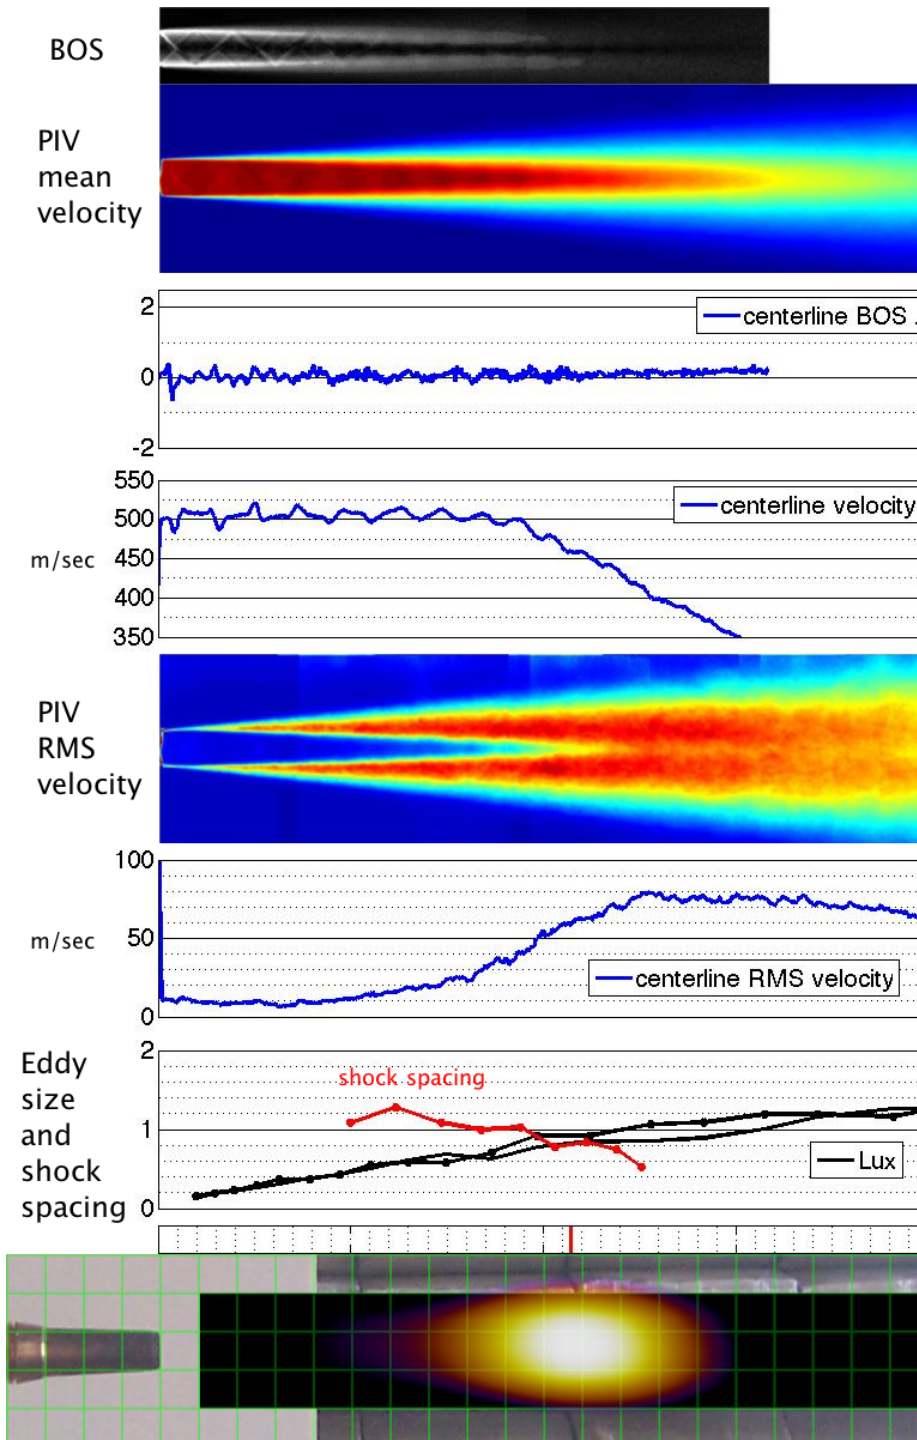 BOS
PIV
mean
velocity
2
0
-2
centerline BOS .
550
500
450
400
350
m/sec
centerline velocity
PIV
RMS
velocity
100
50
0
m/sec
centerline RMS velocity
Eddy
size
and
shock
spacing
2
1
0
shock spacing
Lux